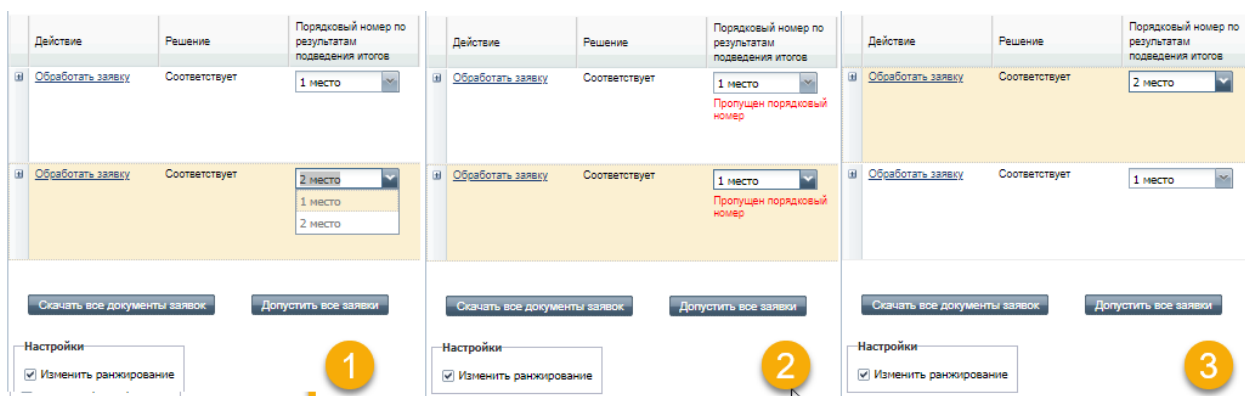 Действие
Решение
Порядковый номер по
результатам
подведения итогов
Обработать заявку
Соответствует
1 место
Обработать заявку
Соответствует
2 место
1 место
2 место
Скачать все документы заявок
Допустить все заявки
Настройки
Изменить ранжирование
1
Действие
Решение
Порядковый номер по
результатам
подведения итогов
Обработать заявку
Соответствует
1 место
Пропущен порядковый
номер
Обработать заявку
Соответствует
1 место
Пропущен порядковый
номер
Скачать все документы заявок
Допустить все заявки
Настройки
Изменить ранжирование
2
Действие
Решение
Порядковый номер по
результатам
подведения итогов
Обработать заявку
Соответствует
2 место
Обработать заявку
Соответствует
1 место
Скачать все документы заявок
Допустить все заявки
Настройки
Изменить ранжирование
3